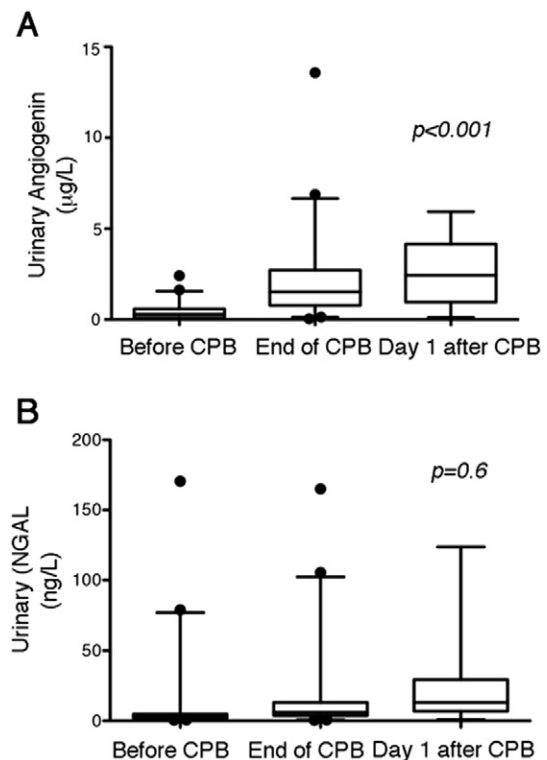 A
15
10
5
0
Urinary Angiogenin
(µg/L)
p<0.001
Before CPB
End of CPB
Day 1 after CPB
B
200
150
100
50
0
Urinary (NGAL
(ng/L)
p=0.6
Before CPB
End of CPB
Day 1 after CPB